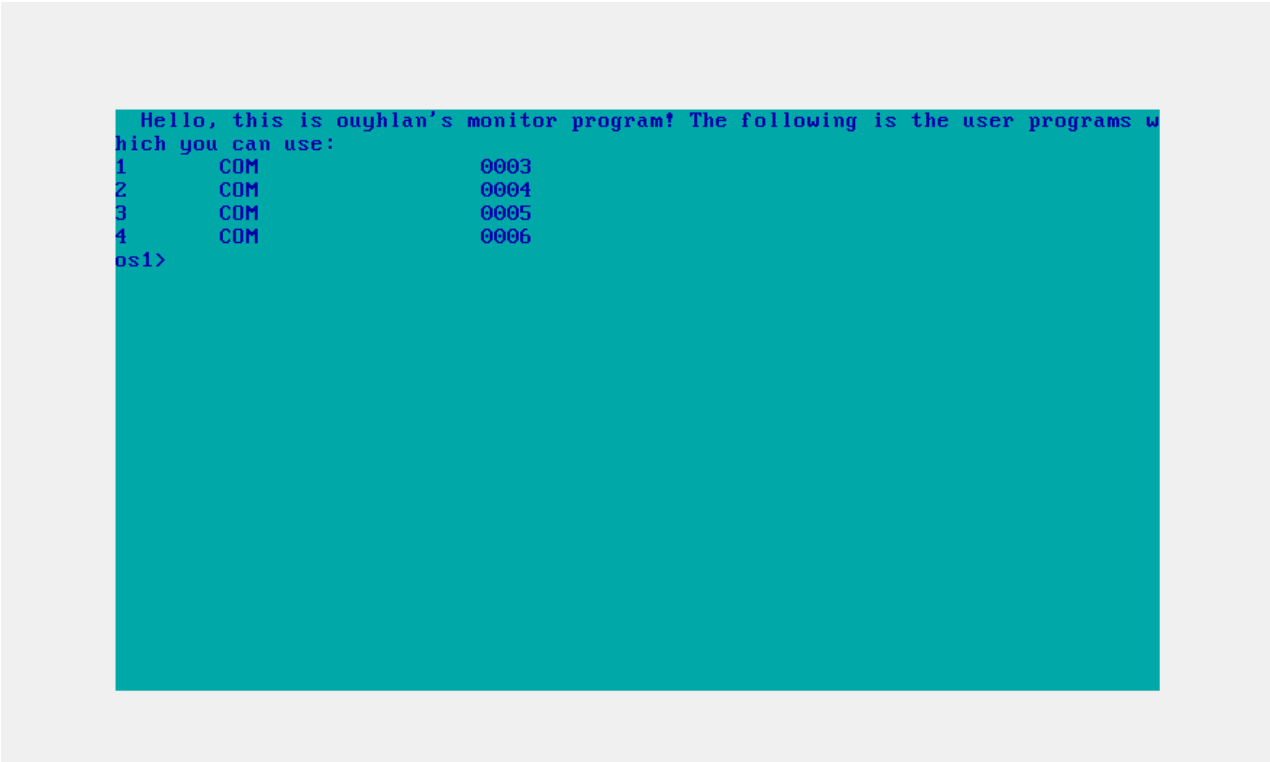 Hello, this is ouyhlan's monitor program! The following is the user programs w
hich you can use:
1 COM 0003
2 COM 0004
3 COM 0005
4 COM 0006
os1>